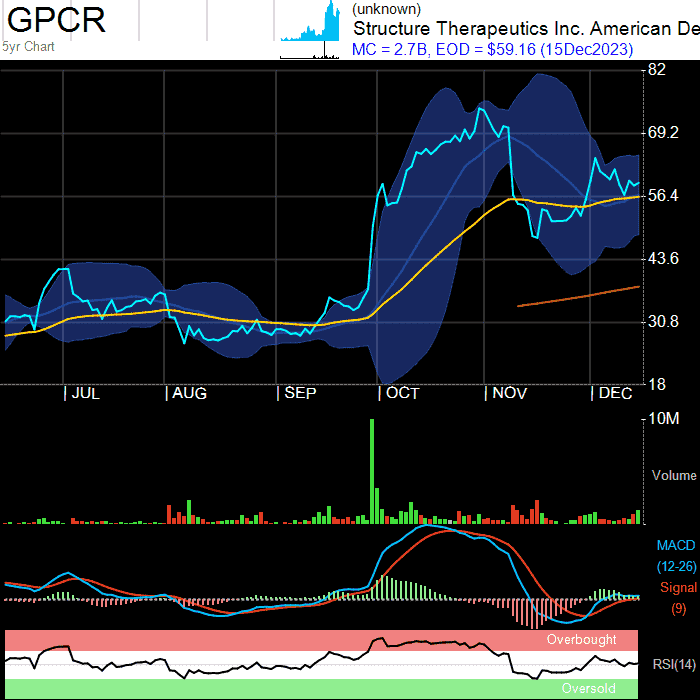 GPCR
5yr Chart
(unknown)
Structure Therapeutics Inc. American De
MC = 2.7B, EOD = $59.16 (15Dec2023)
82
69.2
56.4
43.6
30.8
18
| JUL | AUG | SEP | OCT | NOV | DEC
10M
Volume
MACD
(12-26)
Signal
(9)
Overbought
RSI(14)
Oversold